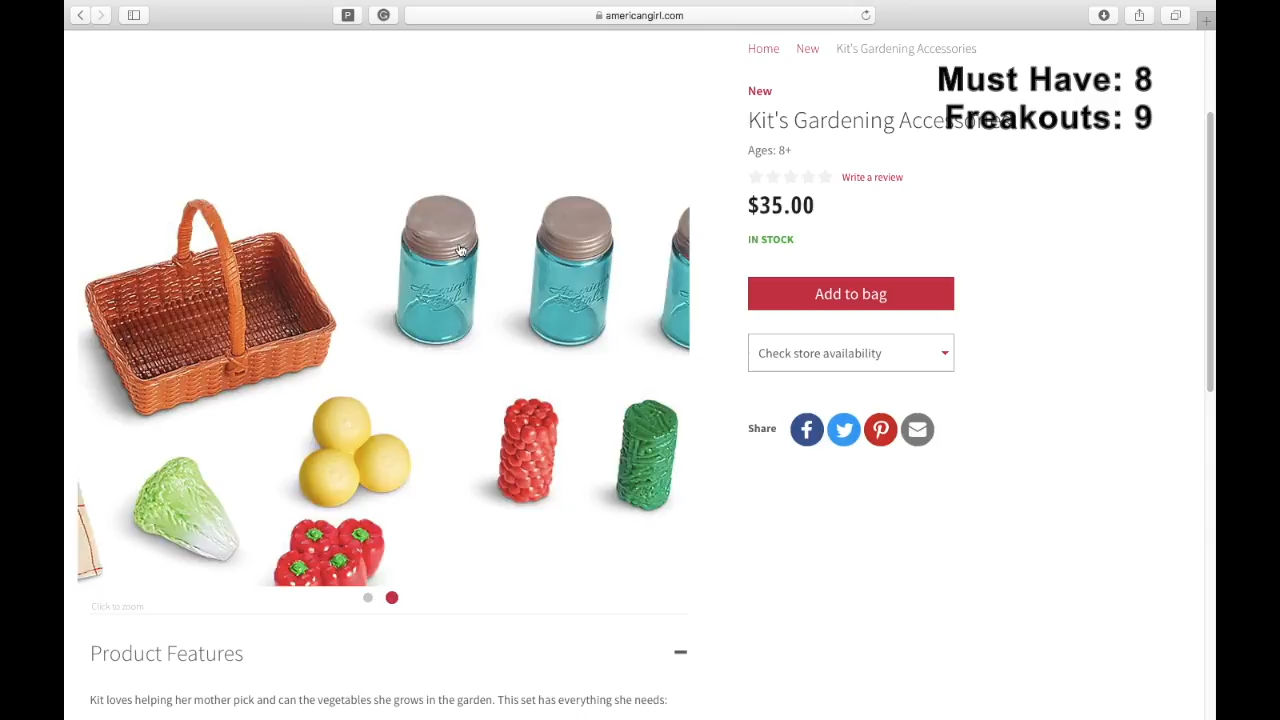 americangirl.com
Home New Kit's Gardening Accessories
Must Have: 8
Freakouts: 9
New
Kit's Gardening Accessories
Ages: 8+
Write a review
$35.00
IN STOCK
Add to bag
Check store availability
Share
Click to zoom
Product Features
Kit loves helping her mother pick and can the vegetables she grows in the garden. This set has everything she needs: